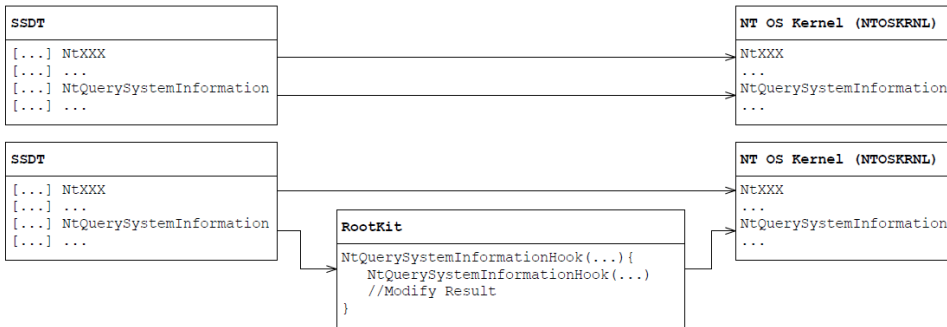 SSDT
[...] NtXXX
[...] ...
[...] NtQuerySystemInformation
[...] ...
NT OS Kernel (NTOSKRNL)
NtXXX
...
NtQuerySystemInformation
...
SSDT
[...] NtXXX
[...] ...
[...] NtQuerySystemInformation
[...] ...
RootKit
NtQuerySystemInformationHook(...){
NtQuerySystemInformationHook(...)
//Modify Result
}
NT OS Kernel (NTOSKRNL)
NtXXX
...
NtQuerySystemInformation
...